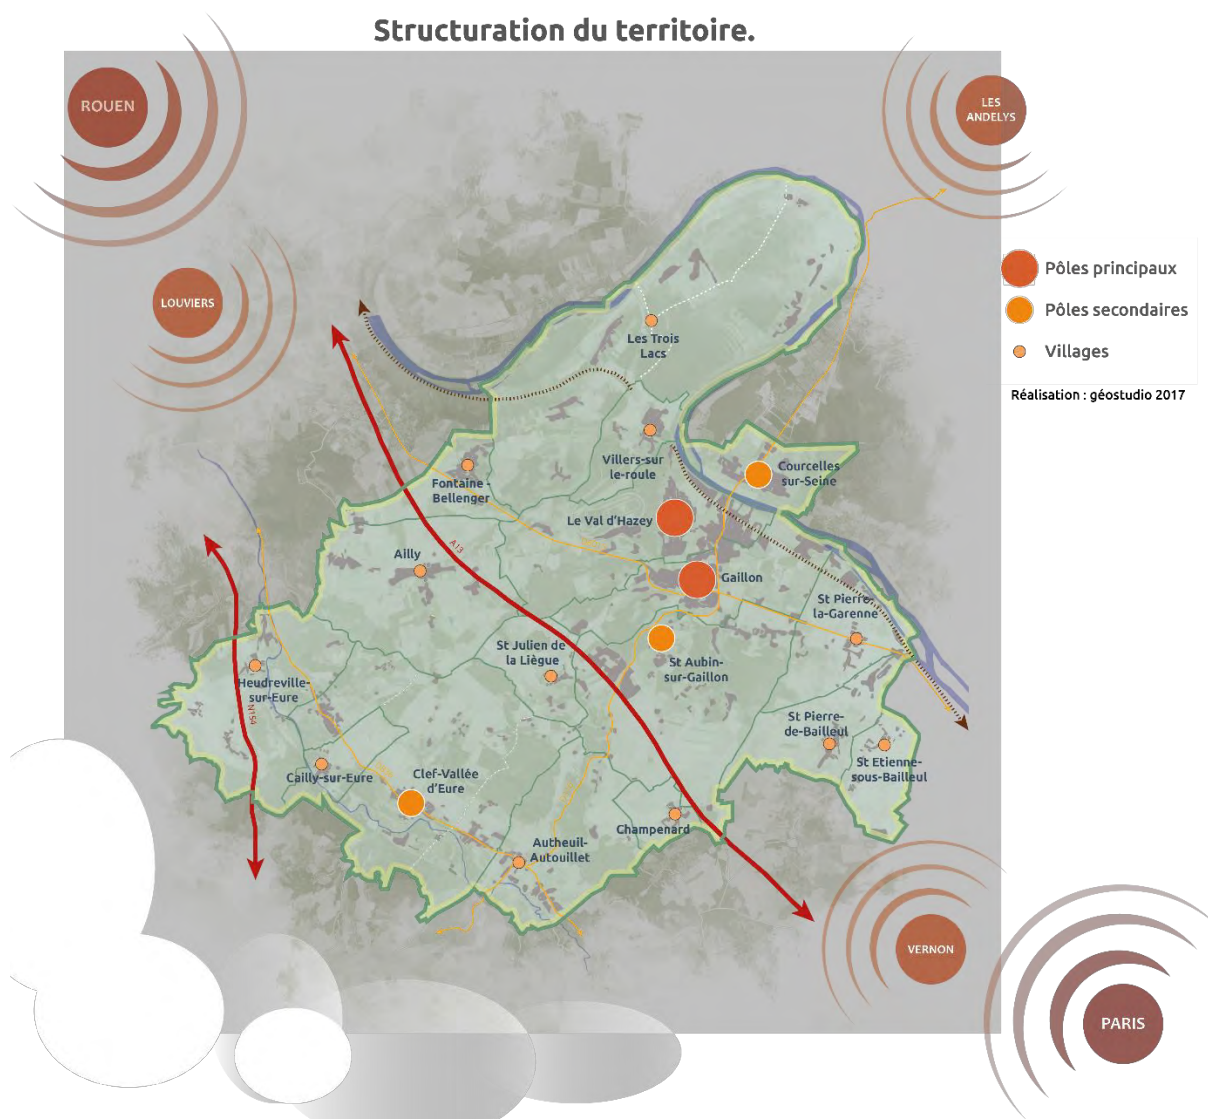 Structuration du territoire.
ROUEN
LES
ANDELYS
LOUVIERS
Pôles principaux
Pôles secondaires
Villages
Réalisation : géostudio 2017
Les Trois
Lacs
Villers-sur
le-roule
Courcelles
sur-Seine
Fontaine -
Bellenger
Le Val d'Hazey
A13
Ailly
Gaillon
St Pierre-
la-Garenne
St Julien de
la Liègue
St Aubin-
sur-Gaillon
Heudreville-
sur-Eure
N154
St Pierre-
de-Bailleul
St Etienne-
sous-Bailleul
Cailly-sur-Eure
Clef-Vallée
d'Eure
Champenard
Autheuil-
Autouillet
VERNON
PARIS